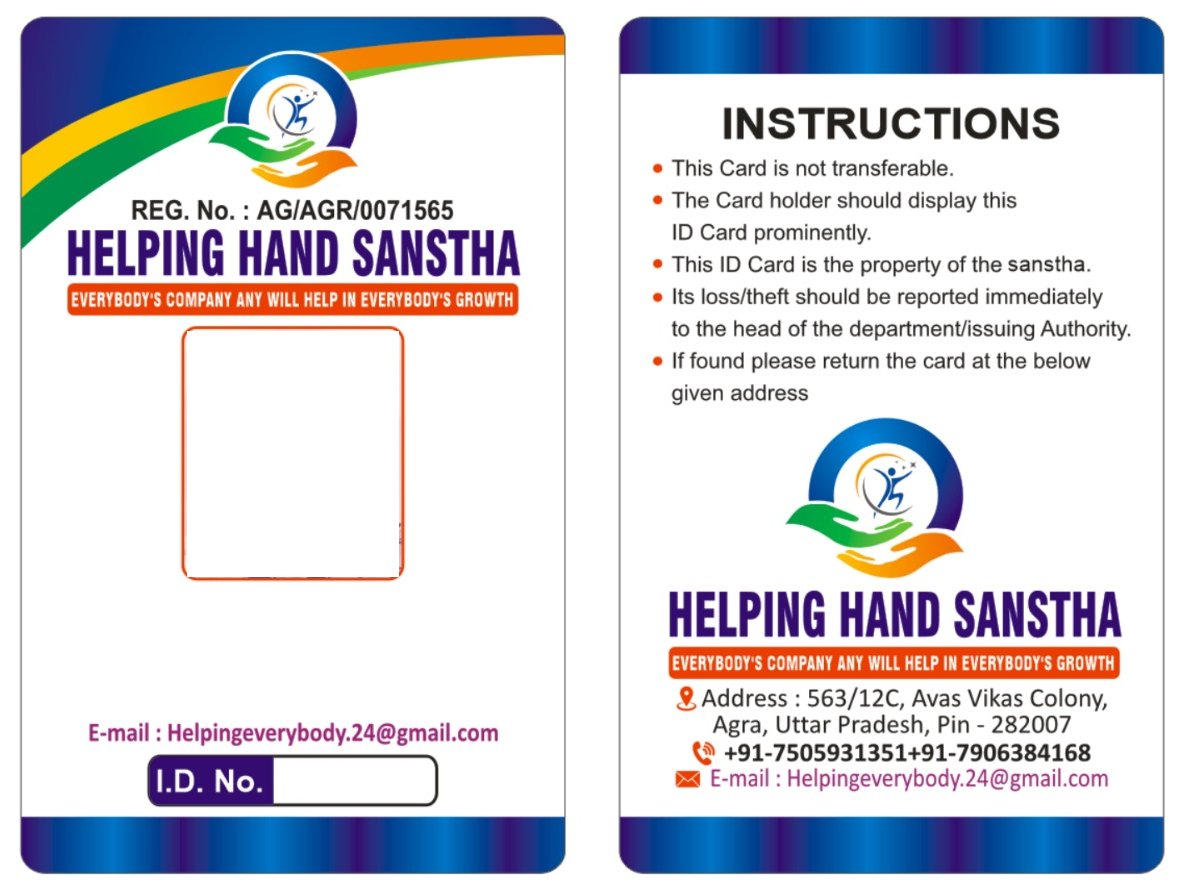 REG. No. : AG/AGR/0071565
HELPING HAND SANSTHA
EVERYBODY'S COMPANY ANY WILL HELP IN EVERYBODY'S GROWTH
E-mail : Helpingeverybody.24@gmail.com
I.D. No.
INSTRUCTIONS
• This Card is not transferable.
• The Card holder should display this
ID Card prominently.
• This ID Card is the property of the sanstha.
• Its loss/theft should be reported immediately
to the head of the department/issuing Authority.
• If found please return the card at the below
given address
HELPING HAND SANSTHA
EVERYBODY'S COMPANY ANY WILL HELP IN EVERYBODY'S GROWTH
Address : 563/12C, Avas Vikas Colony,
Agra, Uttar Pradesh, Pin - 282007
+91-7505931351+91-7906384168
E-mail : Helpingeverybody.24@gmail.com